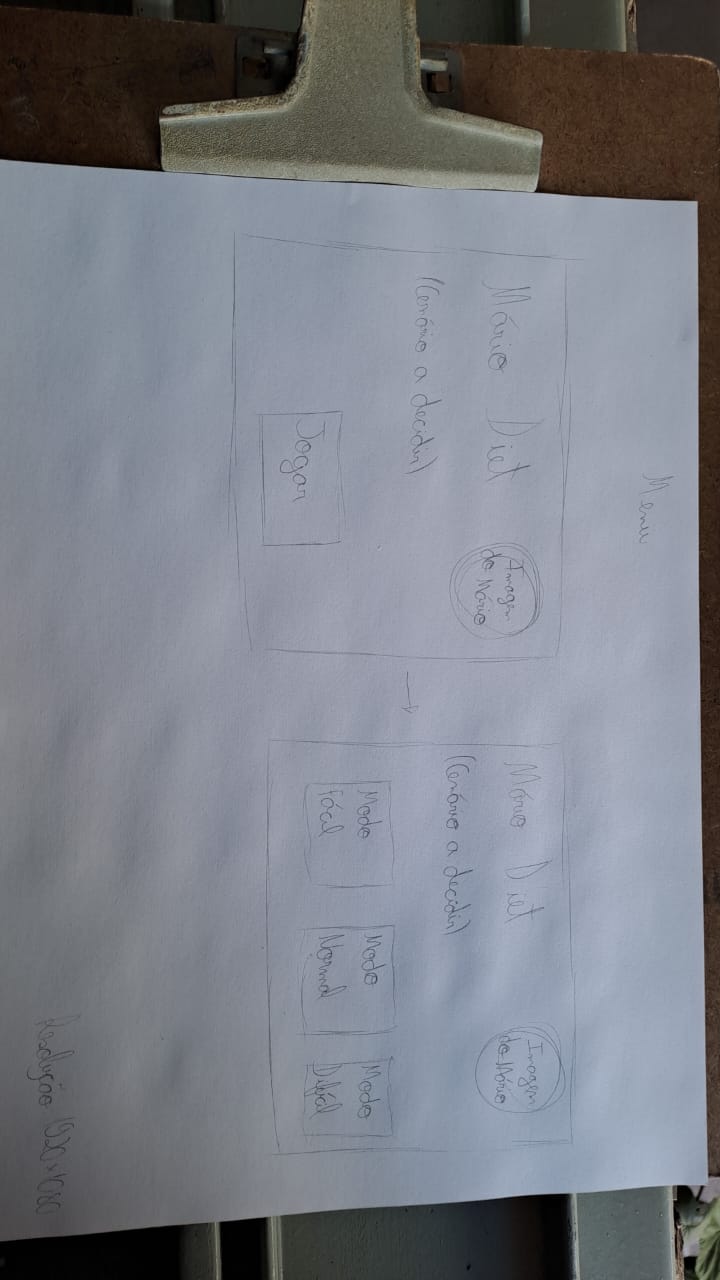 Menu
Mário Diet
Imagem
do Mário
(Cenário a decidir)
Jogar
Mário Diet
Imagem
do Mário
(Cenário a decidir)
Modo
Fácil
Modo
Normal
Modo
Difícil
Resolução 1920x1080